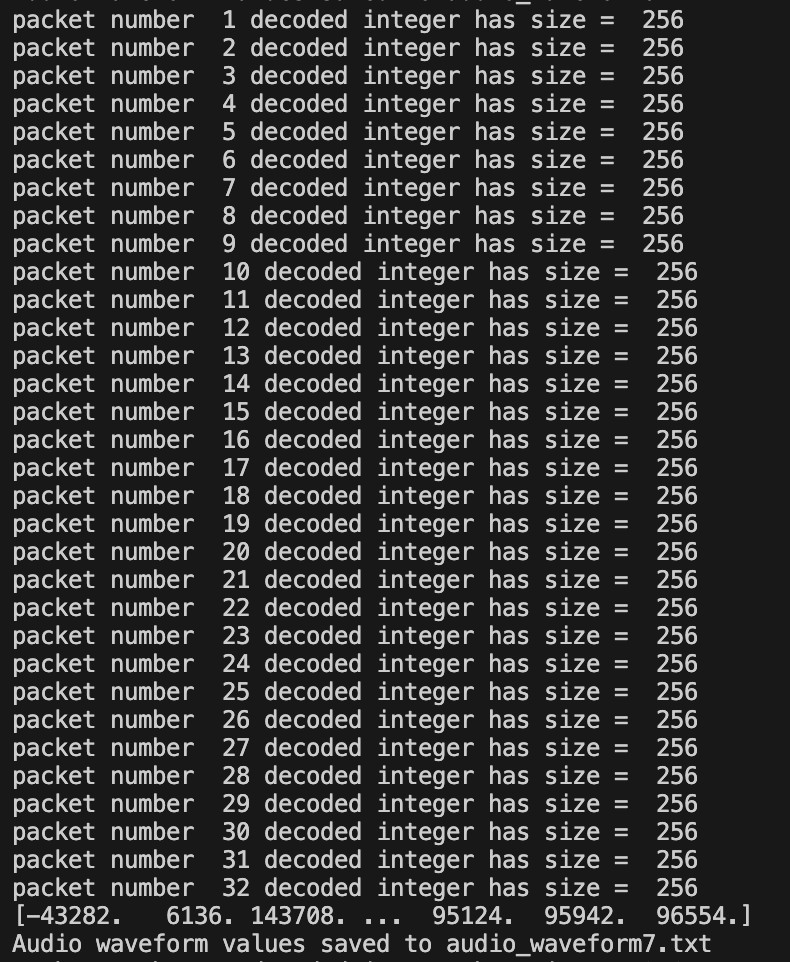 packet number  1 decoded integer has size =  256
packet number  2 decoded integer has size =  256
packet number  3 decoded integer has size =  256
packet number  4 decoded integer has size =  256
packet number  5 decoded integer has size =  256
packet number  6 decoded integer has size =  256
packet number  7 decoded integer has size =  256
packet number  8 decoded integer has size =  256
packet number  9 decoded integer has size =  256
packet number  10 decoded integer has size =  256
packet number  11 decoded integer has size =  256
packet number  12 decoded integer has size =  256
packet number  13 decoded integer has size =  256
packet number  14 decoded integer has size =  256
packet number  15 decoded integer has size =  256
packet number  16 decoded integer has size =  256
packet number  17 decoded integer has size =  256
packet number  18 decoded integer has size =  256
packet number  19 decoded integer has size =  256
packet number  20 decoded integer has size =  256
packet number  21 decoded integer has size =  256
packet number  22 decoded integer has size =  256
packet number  23 decoded integer has size =  256
packet number  24 decoded integer has size =  256
packet number  25 decoded integer has size =  256
packet number  26 decoded integer has size =  256
packet number  27 decoded integer has size =  256
packet number  28 decoded integer has size =  256
packet number  29 decoded integer has size =  256
packet number  30 decoded integer has size =  256
packet number  31 decoded integer has size =  256
packet number  32 decoded integer has size =  256
[-43282.   6136. 143708. ...  95124.  95942.  96554.]
Audio waveform values saved to audio_waveform7.txt